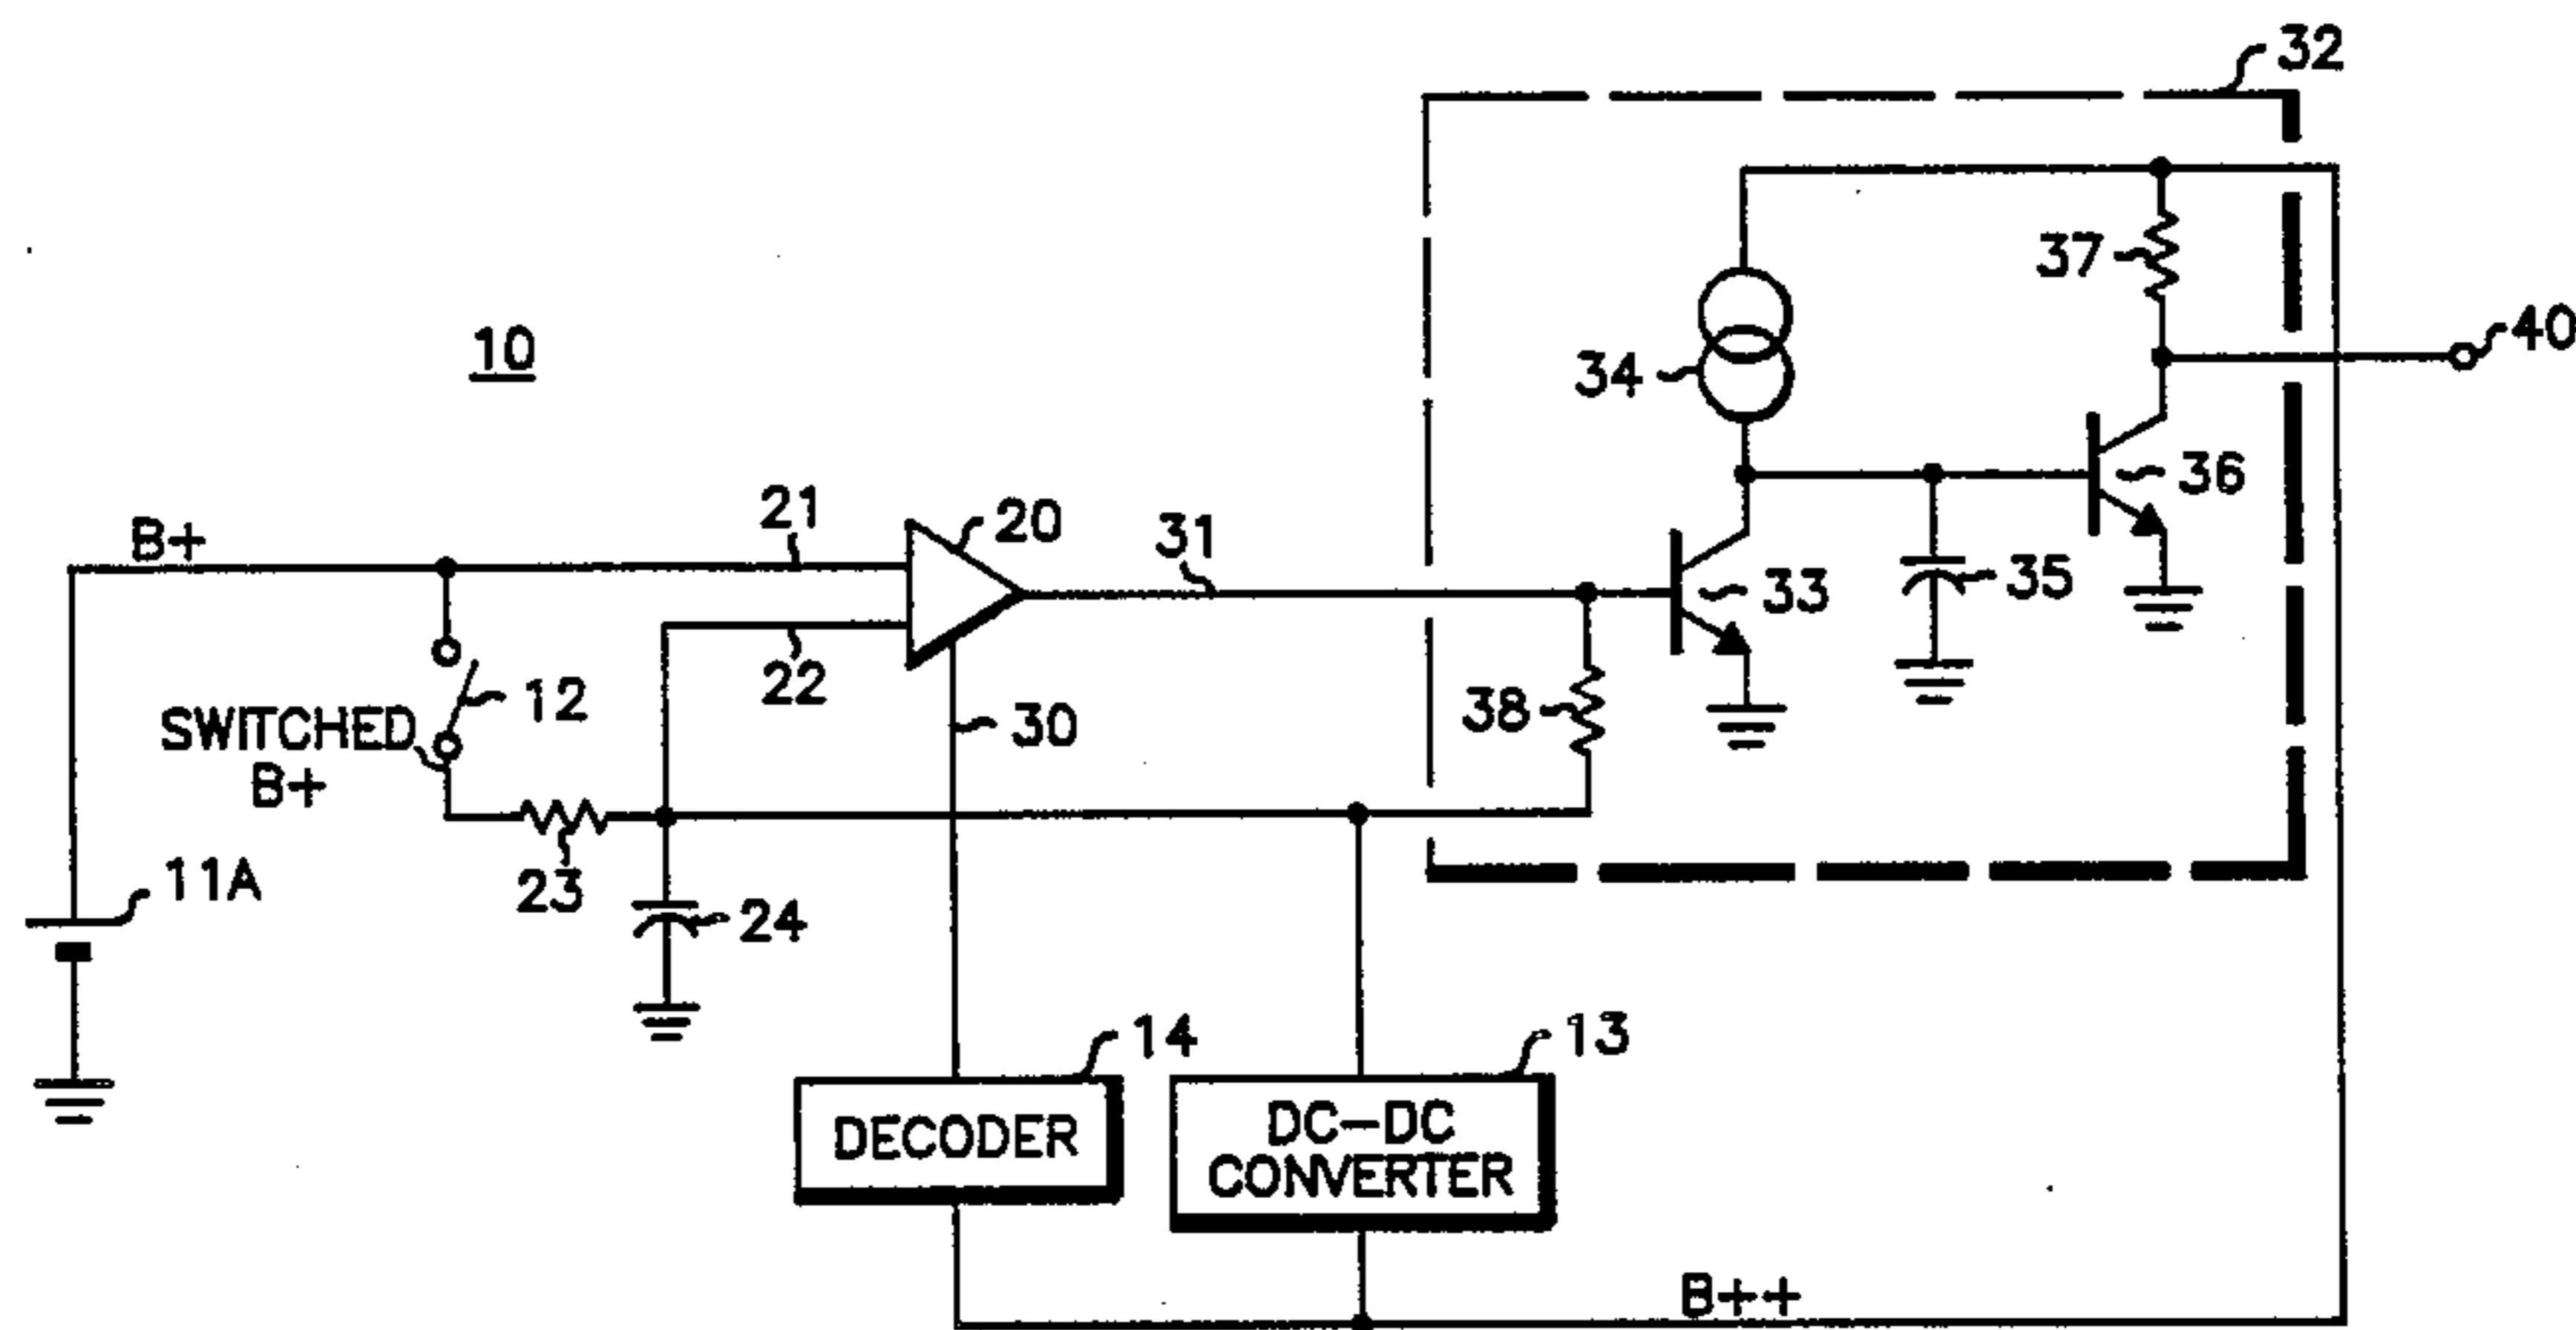 32
37
40
34
10
36
21
20
31
B+
33
35
22
12
38
30
SWITCHED
B+
11A
23
24
14
13
DECODER
DC-DC
CONVERTER
B++